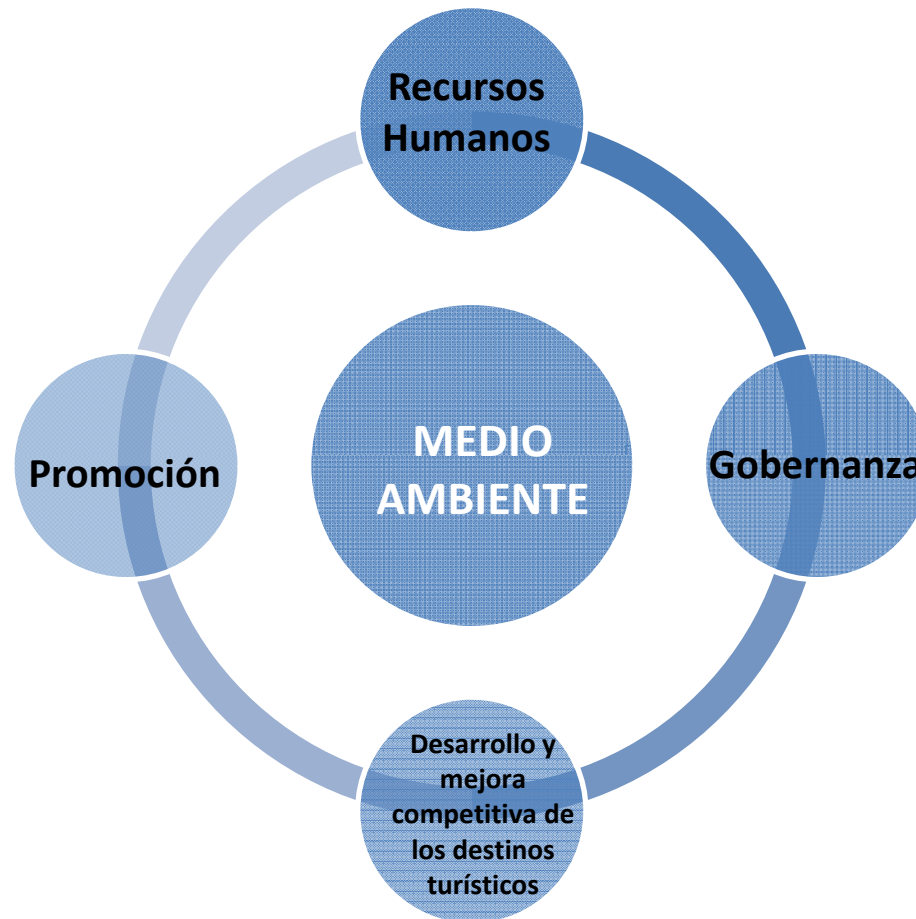 Recursos
Humanos
MEDIO
AMBIENTE
Promoción
Gobernanza
Desarrollo y
mejora
competitiva de
los destinos
turísticos